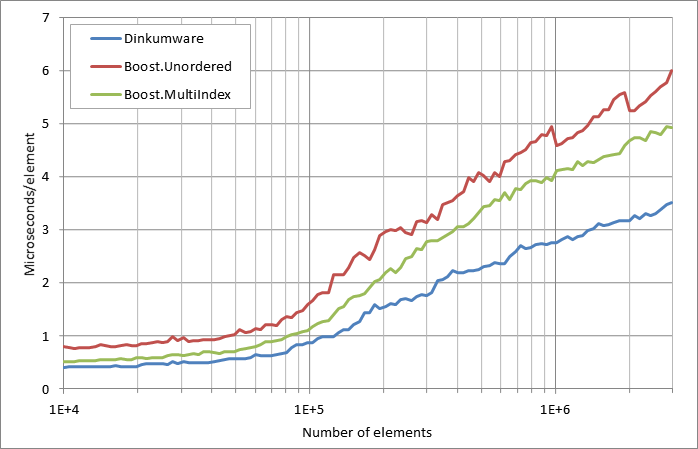 7
6
5
4
3
2
1
0
Microseconds/element
Dinkumware
Boost.Unordered
Boost.MultiIndex
1E+4
1E+5
1E+6
Number of elements